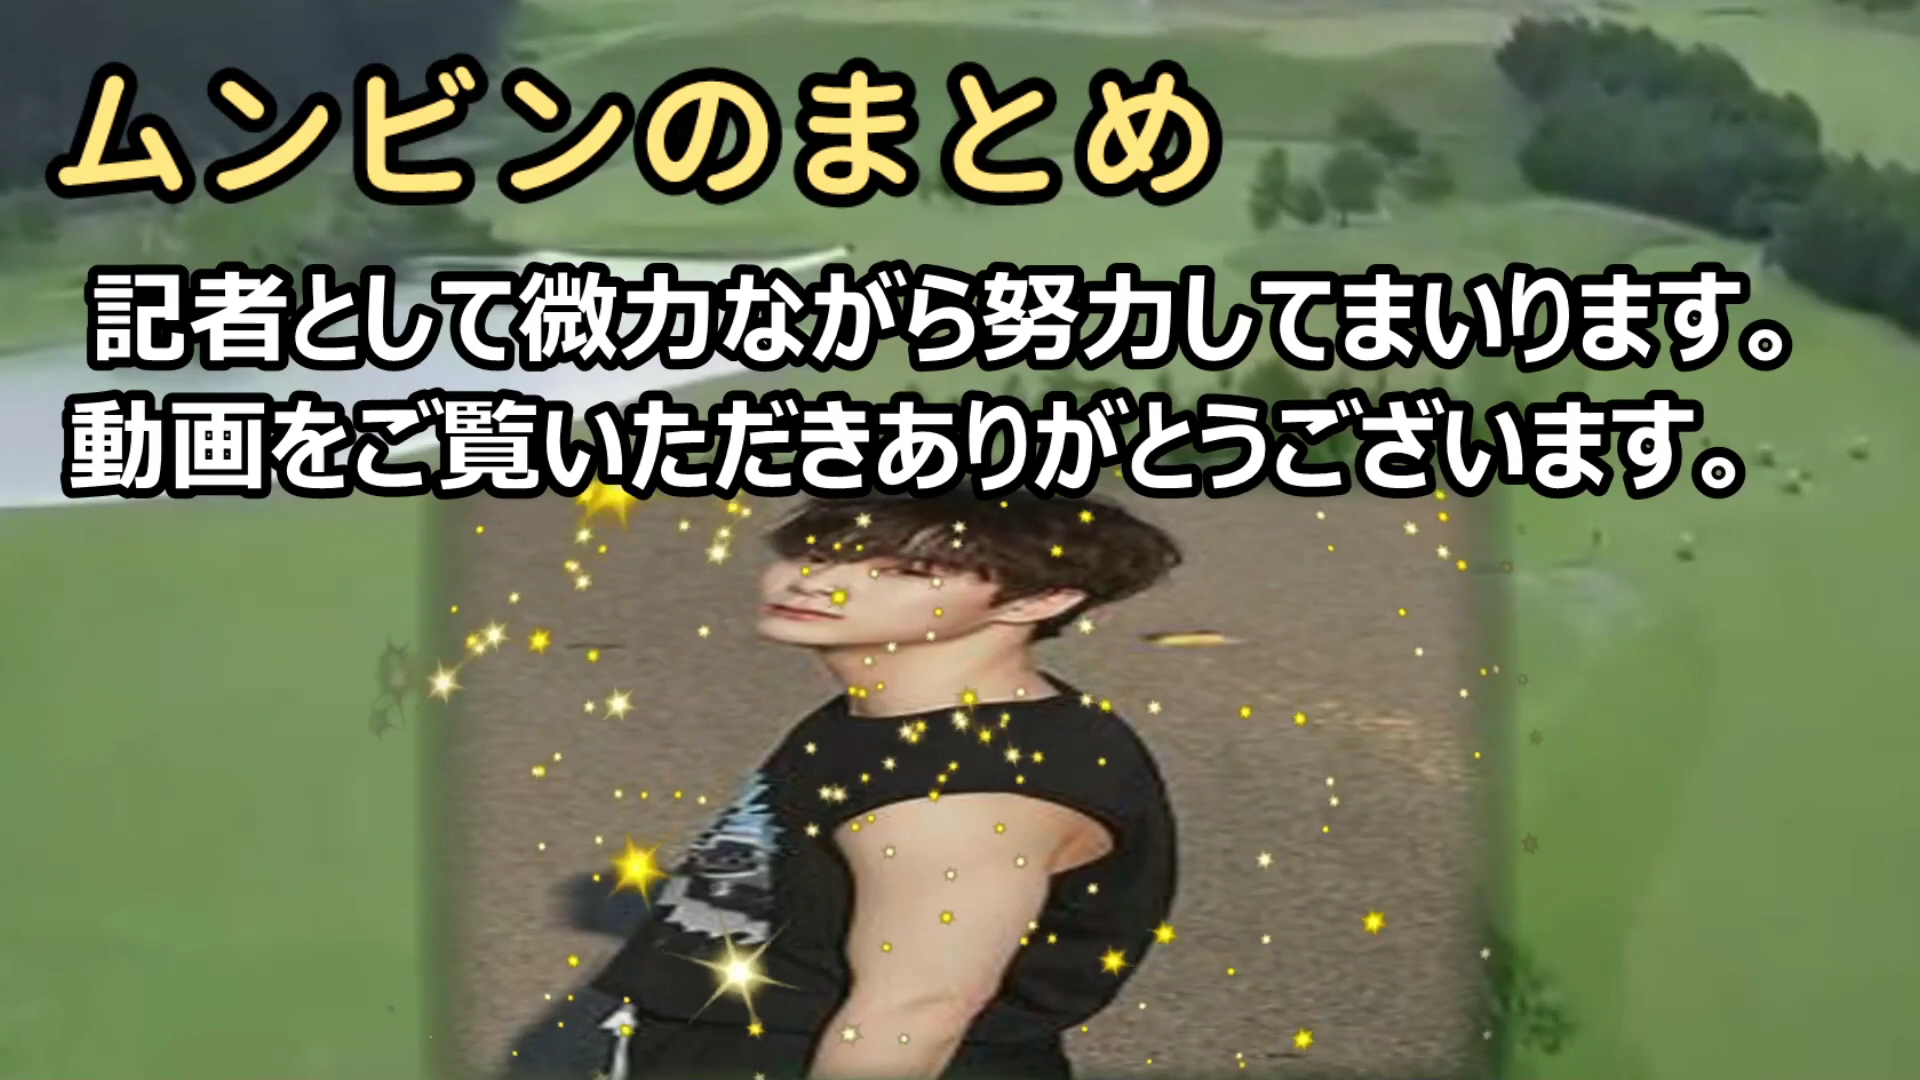 ムンビンのまとめ
記者として微力ながら努力してまいります。
動画をご覧いただきありがとうございます。